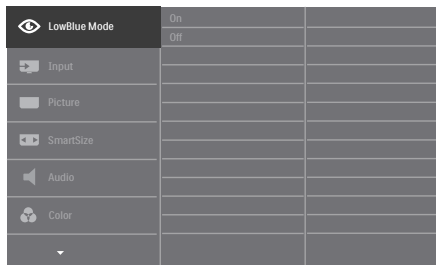 LowBlue Mode
On
Off
Input
Picture
SmartSize
Audio
Color